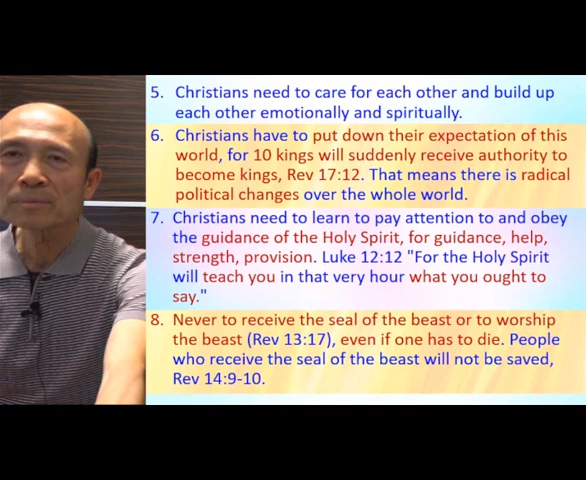 5. Christians need to care for each other and build up
each other emotionally and spiritually.
6. Christians have to put down their expectation of this
world, for 10 kings will suddenly receive authority to
become kings, Rev 17:12. That means there is radical
political changes over the whole world.
7. Christians need to learn to pay attention to and obey
the guidance of the Holy Spirit, for guidance, help,
strength, provision. Luke 12:12 "For the Holy Spirit
will teach you in that very hour what you ought to
say."
8. Never to receive the seal of the beast or to worship
the beast (Rev 13:17), even if one has to die. People
who receive the seal of the beast will not be saved,
Rev 14:9-10.